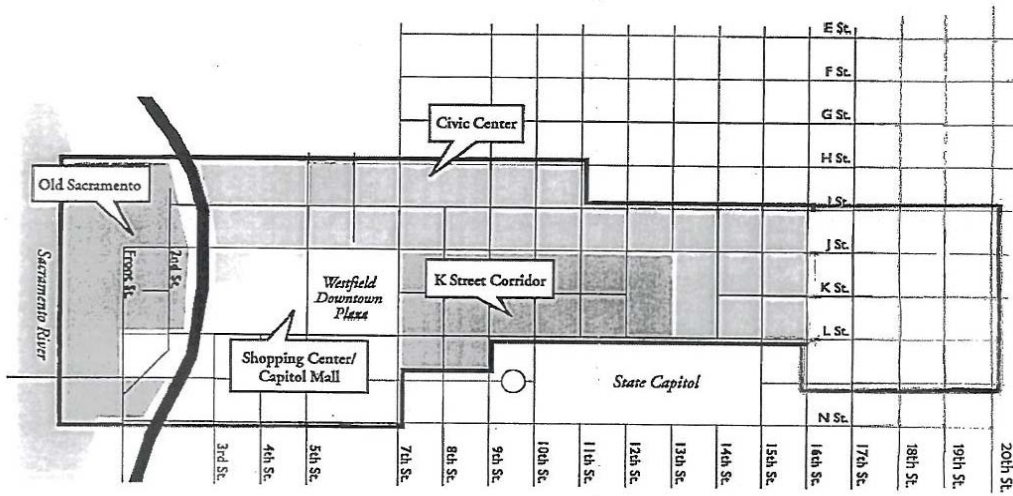 E St.
F St.
G St.
Civic Center
H St.
Old Sacramento
I St.
J St.
Sacramento River
Front St.
2nd St.
Westfield
Downtown
Plaza
K Street Corridor
K St.
L St.
Shopping Center/
Capitol Mall
State Capitol
N St.
3rd St.
4th St.
5th St.
7th St.
8th St.
9th St.
10th St.
11th St.
12th St.
13th St.
14th St.
15th St.
16th St.
17th St.
18th St.
19th St.
20th St.